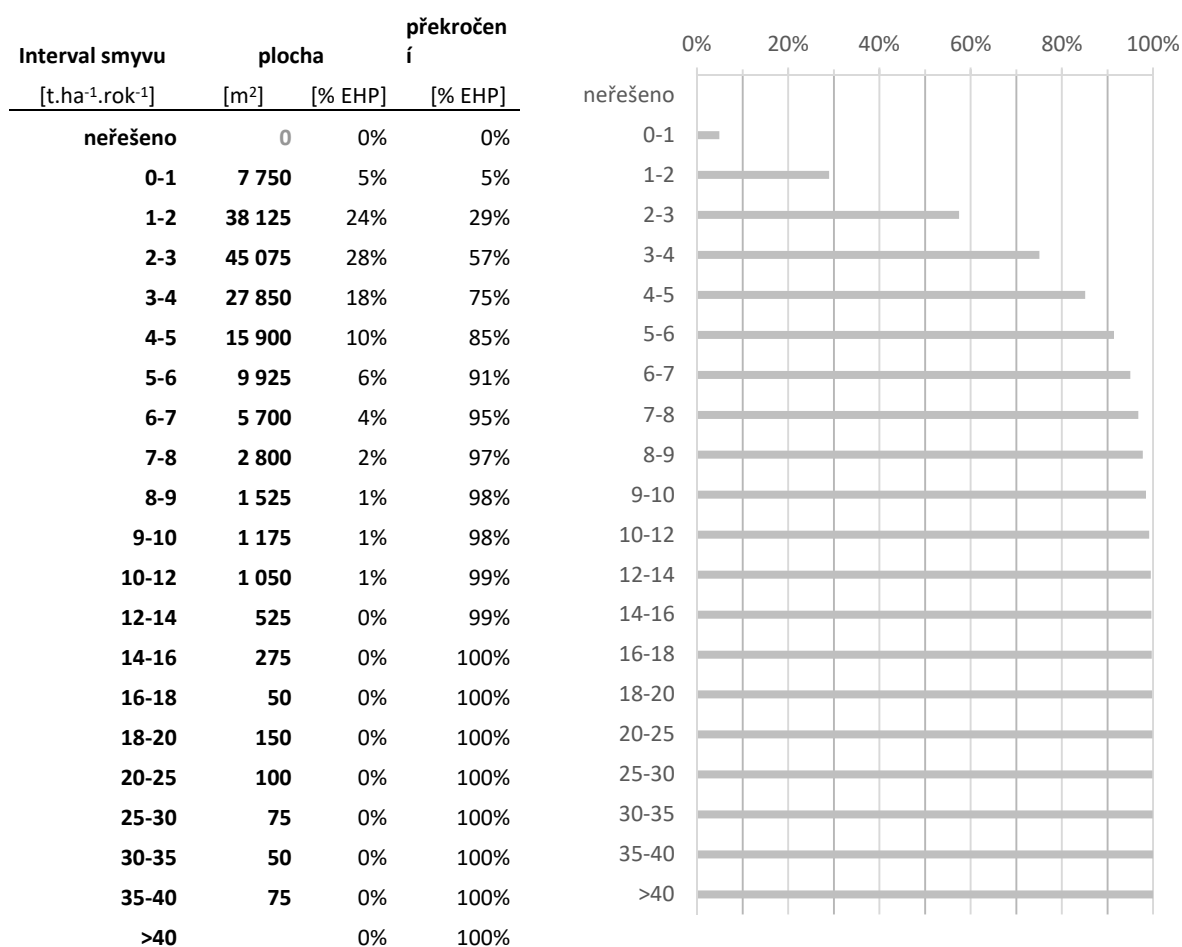 překročen
Interval smyvu plocha í
[t.ha-1.rok-1] [m2] [% EHP] [% EHP]
neřešeno 0 0% 0%
0-1 7 750 5% 5%
1-2 38 125 24% 29%
2-3 45 075 28% 57%
3-4 27 850 18% 75%
4-5 15 900 10% 85%
5-6 9 925 6% 91%
6-7 5 700 4% 95%
7-8 2 800 2% 97%
8-9 1 525 1% 98%
9-10 1 175 1% 98%
10-12 1 050 1% 99%
12-14 525 0% 99%
14-16 275 0% 100%
16-18 50 0% 100%
18-20 150 0% 100%
20-25 100 0% 100%
25-30 75 0% 100%
30-35 50 0% 100%
35-40 75 0% 100%
>40 0% 100%
0% 20% 40% 60% 80% 100%
neřešeno
0-1
1-2
2-3
3-4
4-5
5-6
6-7
7-8
8-9
9-10
10-12
12-14
14-16
16-18
18-20
20-25
25-30
30-35
35-40
>40